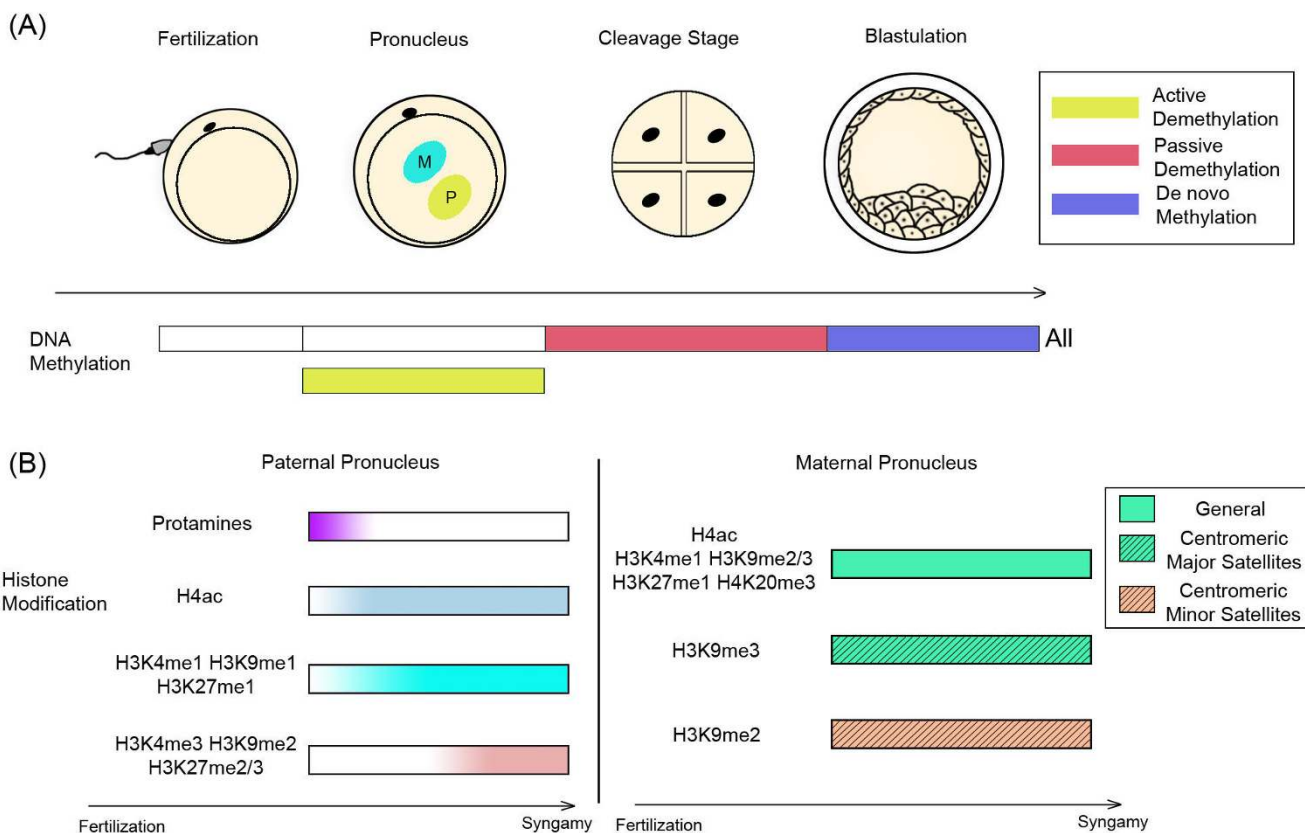 (A)
Fertilization
Pronucleus
Cleavage Stage
Blastulation
M
P
Active
Demethylation
Passive
Demethylation
De novo
Methylation
DNA
Methylation
All
(B)
Paternal Pronucleus
Maternal Pronucleus
Histone
Modification
Protamines
H4ac
H3K4me1 H3K9me1
H3K27me1
H3K4me3 H3K9me2
H3K27me2/3
Fertilization
Syngamy
H4ac
H3K4me1 H3K9me2/3
H3K27me1 H4K20me3
H3K9me3
H3K9me2
Fertilization
Syngamy
General
Centromeric
Major Satellites
Centromeric
Minor Satellites